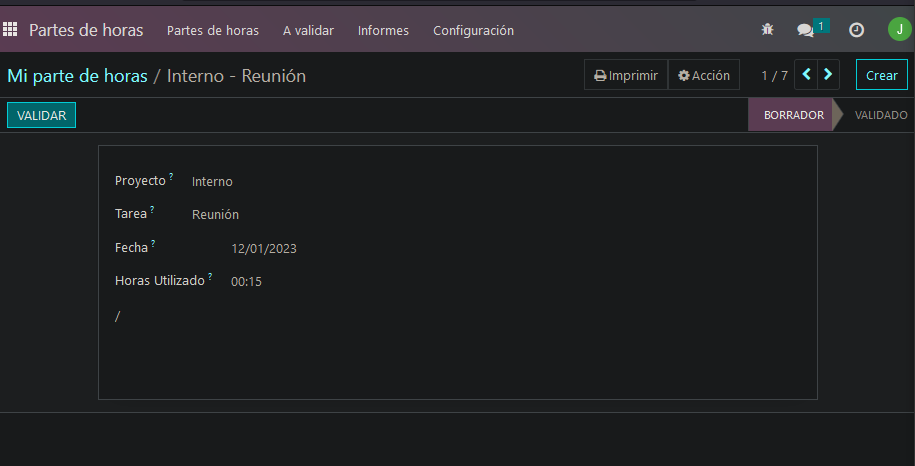 Partes de horas Partes de horas A validar Informes Configuración 1 J
Mi parte de horas / Interno - Reunión Imprimir Acción 1 / 7 Crear
VALIDAR BORRADOR VALIDADO
Proyecto ? Interno
Tarea ? Reunión
Fecha ? 12/01/2023
Horas Utilizado ? 00:15
/